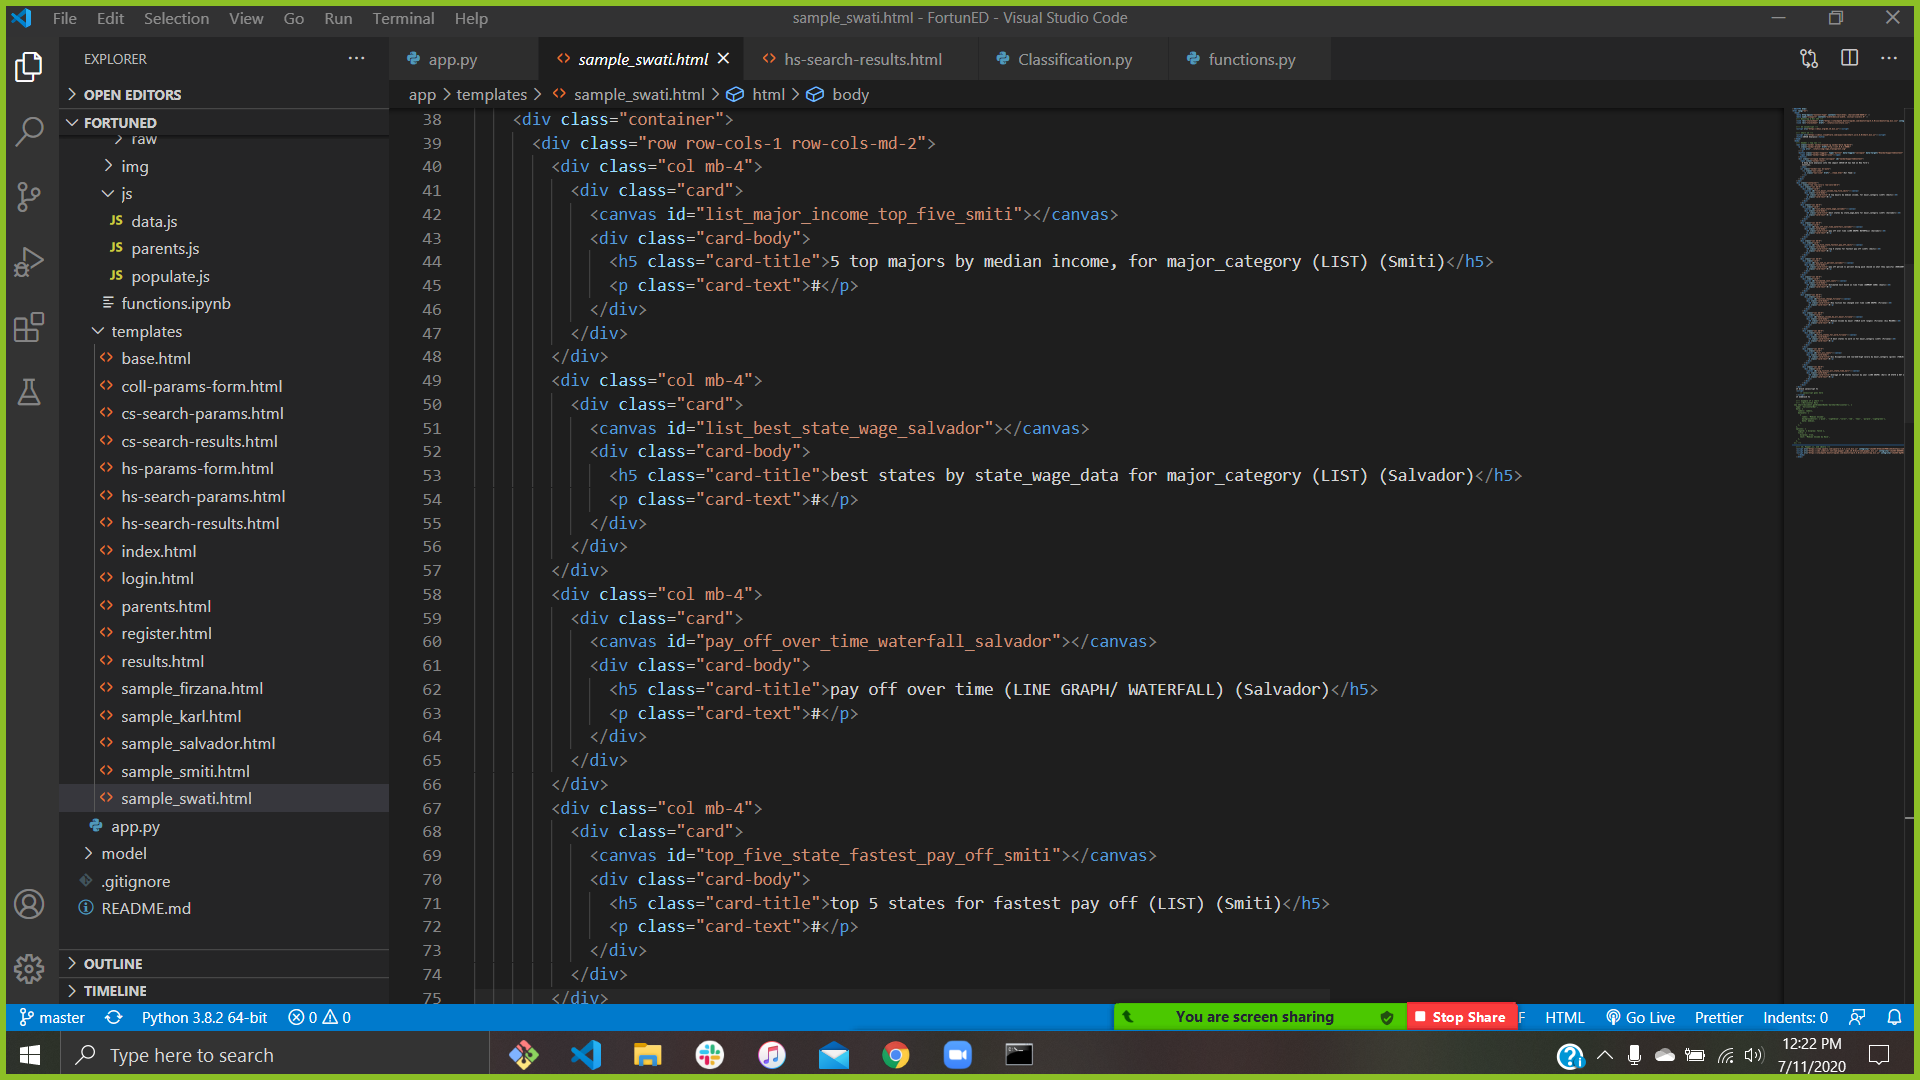 File Edit Selection View Go Run Terminal Help
sample_swati.html - FortunED - Visual Studio Code
EXPLORER
app.py
sample_swati.html
hs-search-results.html
Classification.py
functions.py
OPEN EDITORS
app > templates > sample_swati.html > html > body
FORTUNED
raw
img
js
JS data.js
JS parents.js
JS populate.js
functions.ipynb
templates
base.html
coll-params-form.html
cs-search-params.html
cs-search-results.html
hs-params-form.html
hs-search-params.html
hs-search-results.html
index.html
login.html
parents.html
register.html
results.html
sample_firzana.html
sample_karl.html
sample_salvador.html
sample_smiti.html
sample_swati.html
app.py
model
.gitignore
README.md
OUTLINE
TIMELINE
38 <div class="container">
39 <div class="row row-cols-1 row-cols-md-2">
40 <div class="col mb-4">
41 <div class="card">
42 <canvas id="list_major_income_top_five_smiti"></canvas>
43 <div class="card-body">
44 <h5 class="card-title">5 top majors by median income, for major_category (LIST) (Smiti)</h5>
45 <p class="card-text">#</p>
46 </div>
47 </div>
48 </div>
49 <div class="col mb-4">
50 <div class="card">
51 <canvas id="list_best_state_wage_salvador"></canvas>
52 <div class="card-body">
53 <h5 class="card-title">best states by state_wage_data for major_category (LIST) (Salvador)</h5>
54 <p class="card-text">#</p>
55 </div>
56 </div>
57 </div>
58 <div class="col mb-4">
59 <div class="card">
60 <canvas id="pay_off_over_time_waterfall_salvador"></canvas>
61 <div class="card-body">
62 <h5 class="card-title">pay off over time (LINE GRAPH/ WATERFALL) (Salvador)</h5>
63 <p class="card-text">#</p>
64 </div>
65 </div>
66 </div>
67 <div class="col mb-4">
68 <div class="card">
69 <canvas id="top_five_state_fastest_pay_off_smiti"></canvas>
70 <div class="card-body">
71 <h5 class="card-title">top 5 states for fastest pay off (LIST) (Smiti)</h5>
72 <p class="card-text">#</p>
73 </div>
74 </div>
75 </div>
master
Python 3.8.2 64-bit
0 0
You are screen sharing
Stop Share
F
HTML
Go Live
Prettier
Indents: 0
Type here to search
12:22 PM
7/11/2020